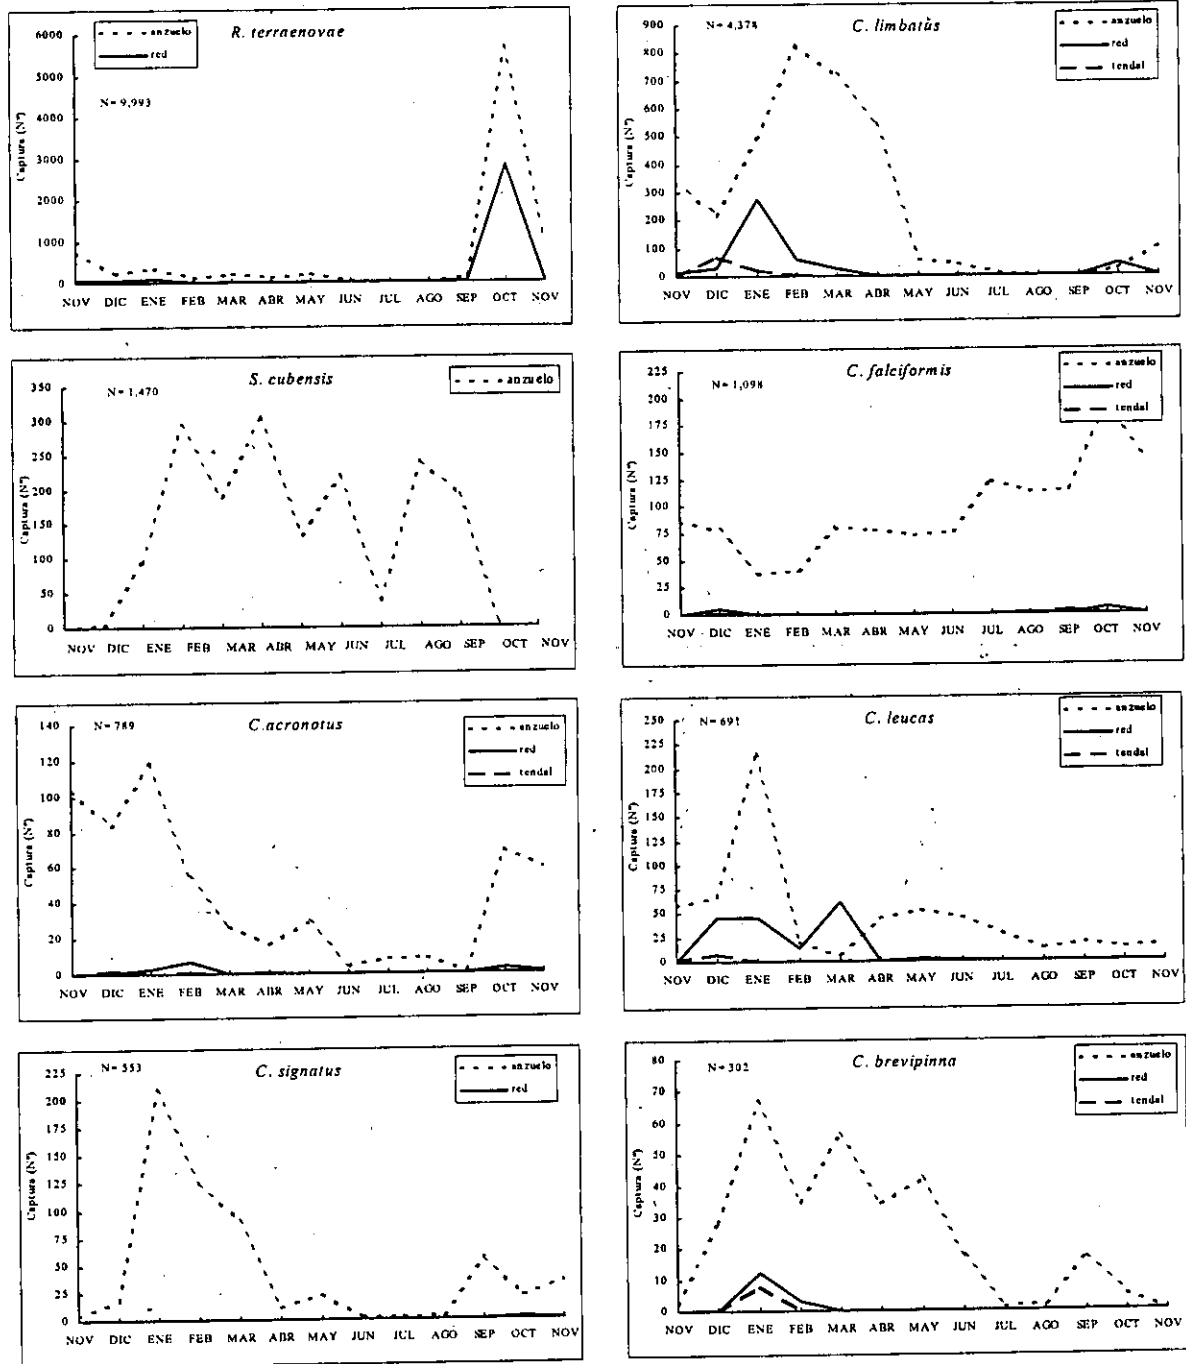 R. terraenovae
anzuelo
red
N= 9,993
Captura (Nº)
6000
5000
4000
3000
2000
1000
0
NOV DIC ENE FEB MAR ABR MAY JUN JUL AGO SEP OCT NOV
C. limbatus
N= 4,378
anzuelo
red
tendal
Captura (Nº)
900
800
700
600
500
400
300
200
100
0
NOV DIC ENE FEB MAR ABR MAY JUN JUL AGO SEP OCT NOV
S. cubensis
N= 1,470
anzuelo
Captura (Nº)
350
300
250
200
150
100
50
0
NOV DIC ENE FEB MAR ABR MAY JUN JUL AGO SEP OCT NOV
C. falciformis
N= 1,098
anzuelo
red
tendal
Captura (Nº)
225
200
175
150
125
100
75
50
25
0
NOV DIC ENE FEB MAR ABR MAY JUN JUL AGO SEP OCT NOV
C.acronotus
N= 789
anzuelo
red
tendal
Captura (Nº)
140
120
100
80
60
40
20
0
NOV DIC ENE FEB MAR ABR MAY JUN JUL AGO SEP OCT NOV
C. leucas
N= 691
anzuelo
red
tendal
Captura (Nº)
250
225
200
175
150
125
100
75
50
25
0
NOV DIC ENE FEB MAR ABR MAY JUN JUL AGO SEP OCT NOV
C. signatus
N= 553
anzuelo
red
Captura (Nº)
225
200
175
150
125
100
75
50
25
0
NOV DIC ENE FEB MAR ABR MAY JUN JUL AGO SEP OCT NOV
C. brevipinna
N= 302
anzuelo
red
tendal
Captura (Nº)
80
70
60
50
40
30
20
10
0
NOV DIC ENE FEB MAR ABR MAY JUN JUL AGO SEP OCT NOV